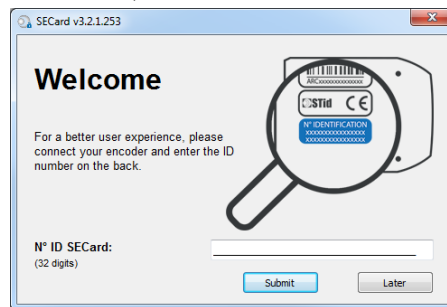 SECard v3.2.1.253
Welcome
For a better user experience, please
connect your encoder and enter the ID
number on the back.
ARCxxxxxxxxxxxxx
STid CE
N° IDENTIFICATION
xxxxxxxxxxxxxxxx
xxxxxxxxxxxxxxxx
N° ID SECard:
(32 digits)
Submit
Later